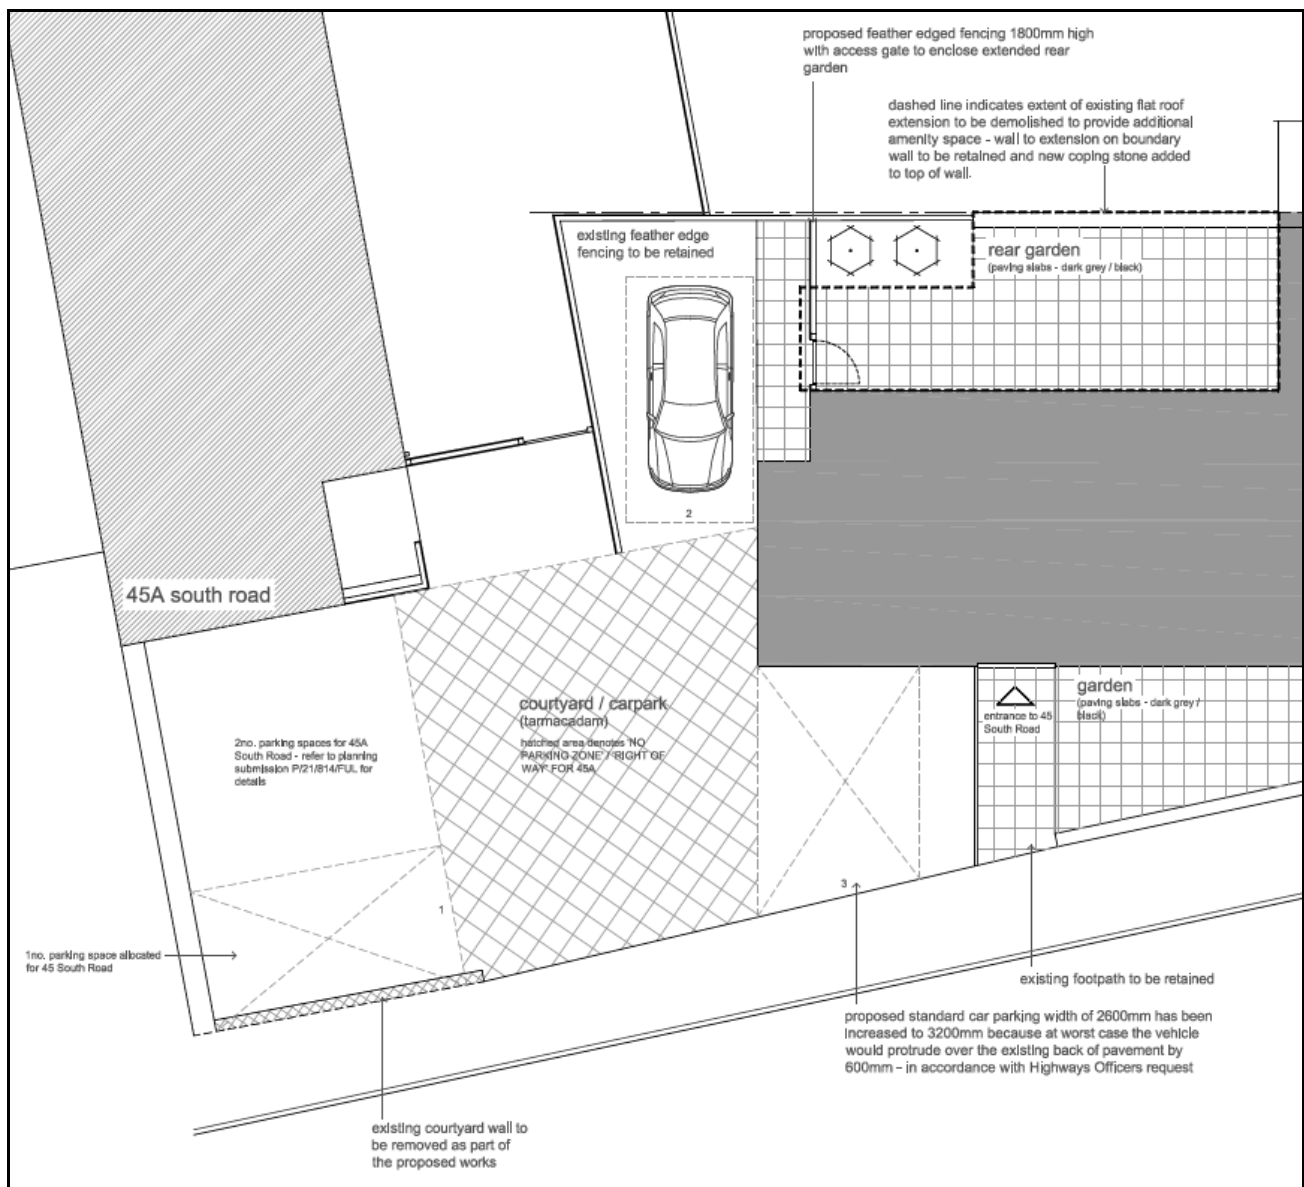 proposed feather edged fencing 1800mm high
with access gate to enclose extended rear
garden
dashed line indicates extent of existing flat roof
extension to be demolished to provide additional
amenity space - wall to extension on boundary
wall to be retained and new coping stone added
to top of wall.
existing feather edge
fencing to be retained
rear garden
(paving slabs - dark grey / black)
2
45A south road
courtyard / carpark
(tarmacadam)
hatched area denotes 'NO
PARKING ZONE' / 'RIGHT OF
WAY' FOR 45A
garden
(paving slabs - dark grey /
black)
entrance to 45
South Road
2no. parking spaces for 45A
South Road - refer to planning
submission P/21/814/FUL for
details
3
1
1no. parking space allocated
for 45 South Road
existing footpath to be retained
proposed standard car parking width of 2600mm has been
increased to 3200mm because at worst case the vehicle
would protrude over the existing back of pavement by
600mm - in accordance with Highways Officers request
existing courtyard wall to
be removed as part of
the proposed works